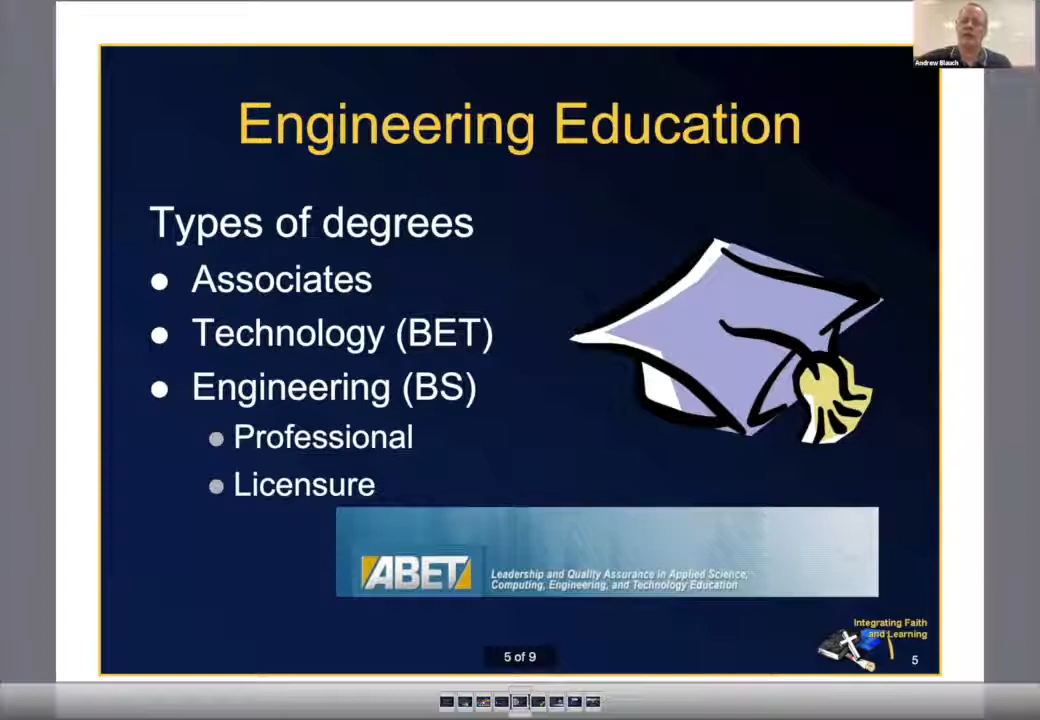 Andrew Blauch
Engineering Education
Types of degrees
● Associates
● Technology (BET)
● Engineering (BS)
● Professional
● Licensure
ABET
Leadership and Quality Assurance in Applied Science,
Computing, Engineering, and Technology Education
Integrating Faith
and Learning
5 of 9
5